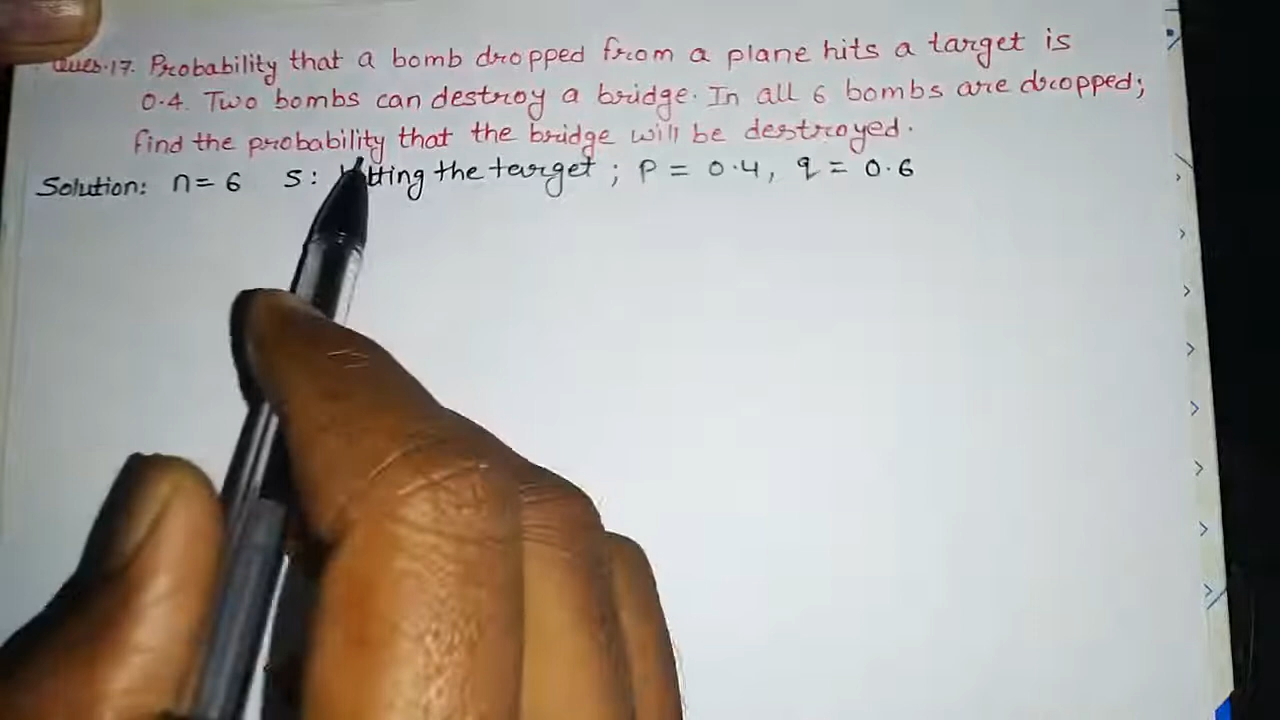 Ques.17. Probability that a bomb dropped from a plane hits a target is
0.4. Two bombs can destroy a bridge. In all 6 bombs are dropped;
find the probability that the bridge will be destroyed.
Solution: n = 6 S: hitting the target ; p = 0.4, q = 0.6